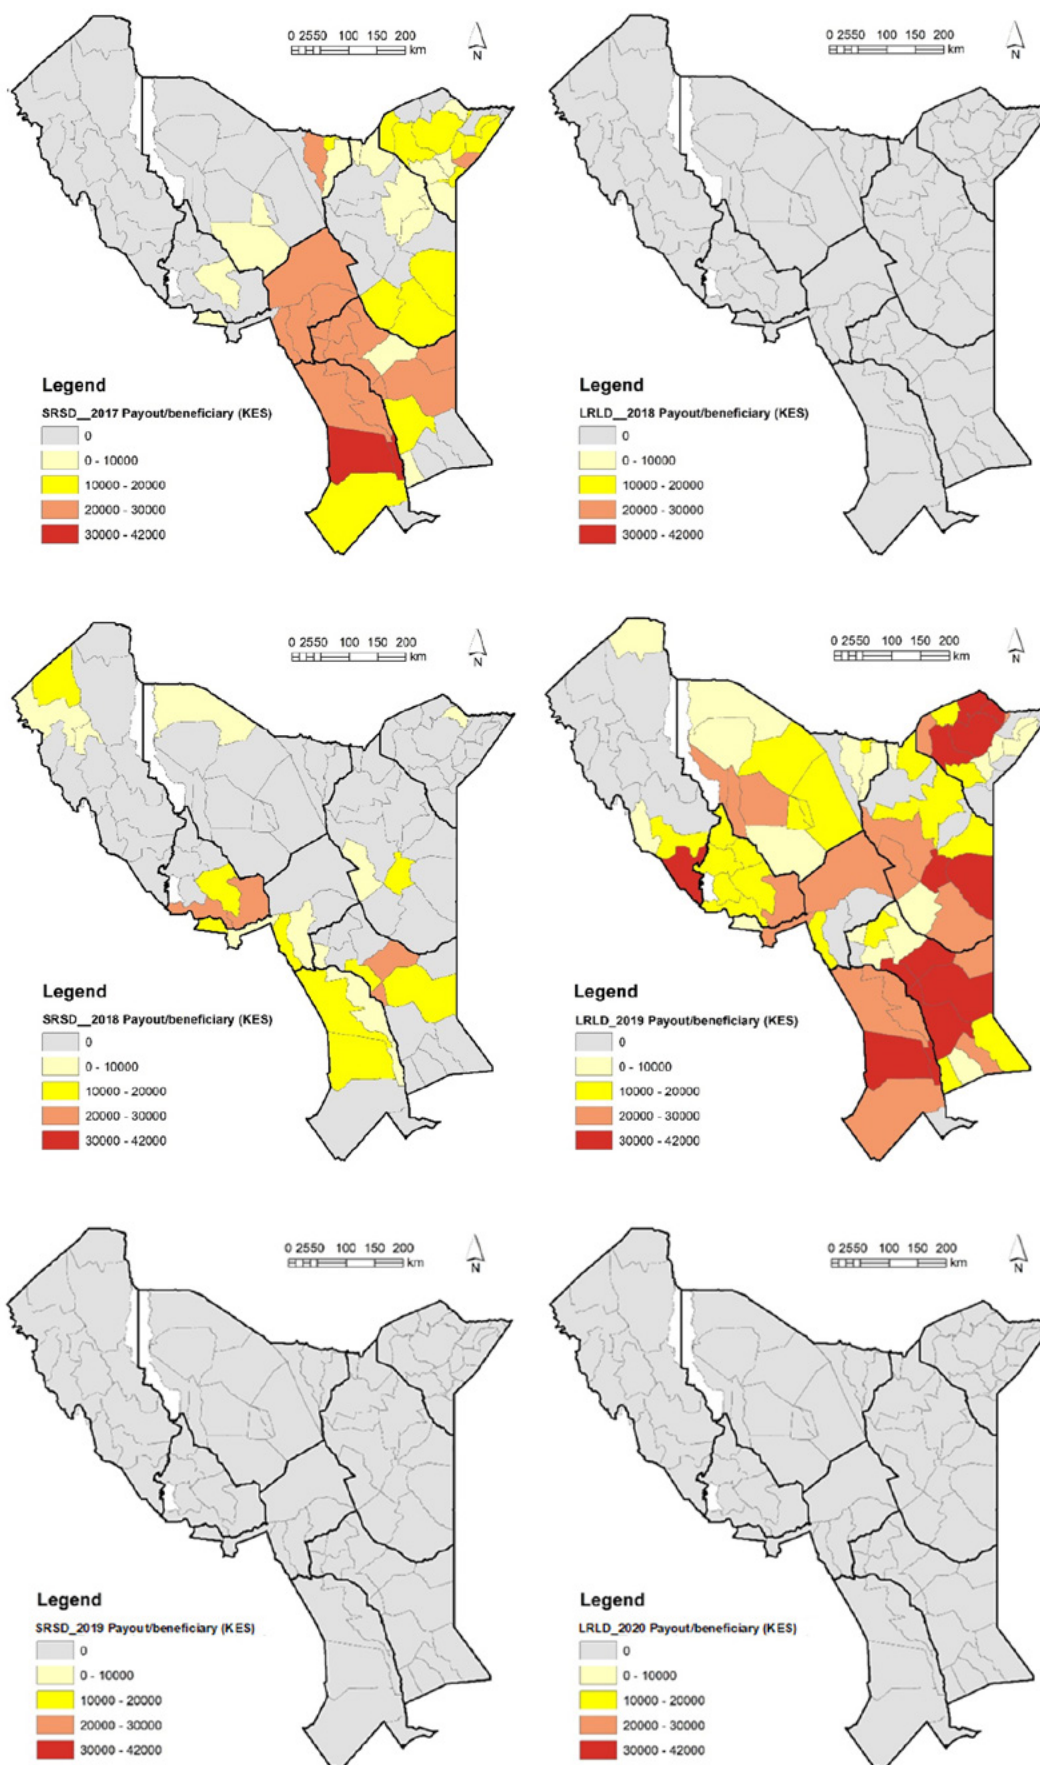 0 2550 100 150 200
km
N
Legend
SRSD__2017 Payout/beneficiary (KES)
0
0 - 10000
10000 - 20000
20000 - 30000
30000 - 42000
0 2550 100 150 200
km
N
Legend
LRLD_2018 Payout/beneficiary (KES)
0
0 - 10000
10000 - 20000
20000 - 30000
30000 - 42000
0 2550 100 150 200
km
N
Legend
SRSD__2018 Payout/beneficiary (KES)
0
0 - 10000
10000 - 20000
20000 - 30000
30000 - 42000
0 2550 100 150 200
km
N
Legend
LRLD_2019 Payout/beneficiary (KES)
0
0 - 10000
10000 - 20000
20000 - 30000
30000 - 42000
0 2550 100 150 200
km
N
Legend
SRSD_2019 Payout/beneficiary (KES)
0
0 - 10000
10000 - 20000
20000 - 30000
30000 - 42000
0 2550 100 150 200
km
N
Legend
LRLD_2020 Payout/beneficiary (KES)
0
0 - 10000
10000 - 20000
20000 - 30000
30000 - 42000